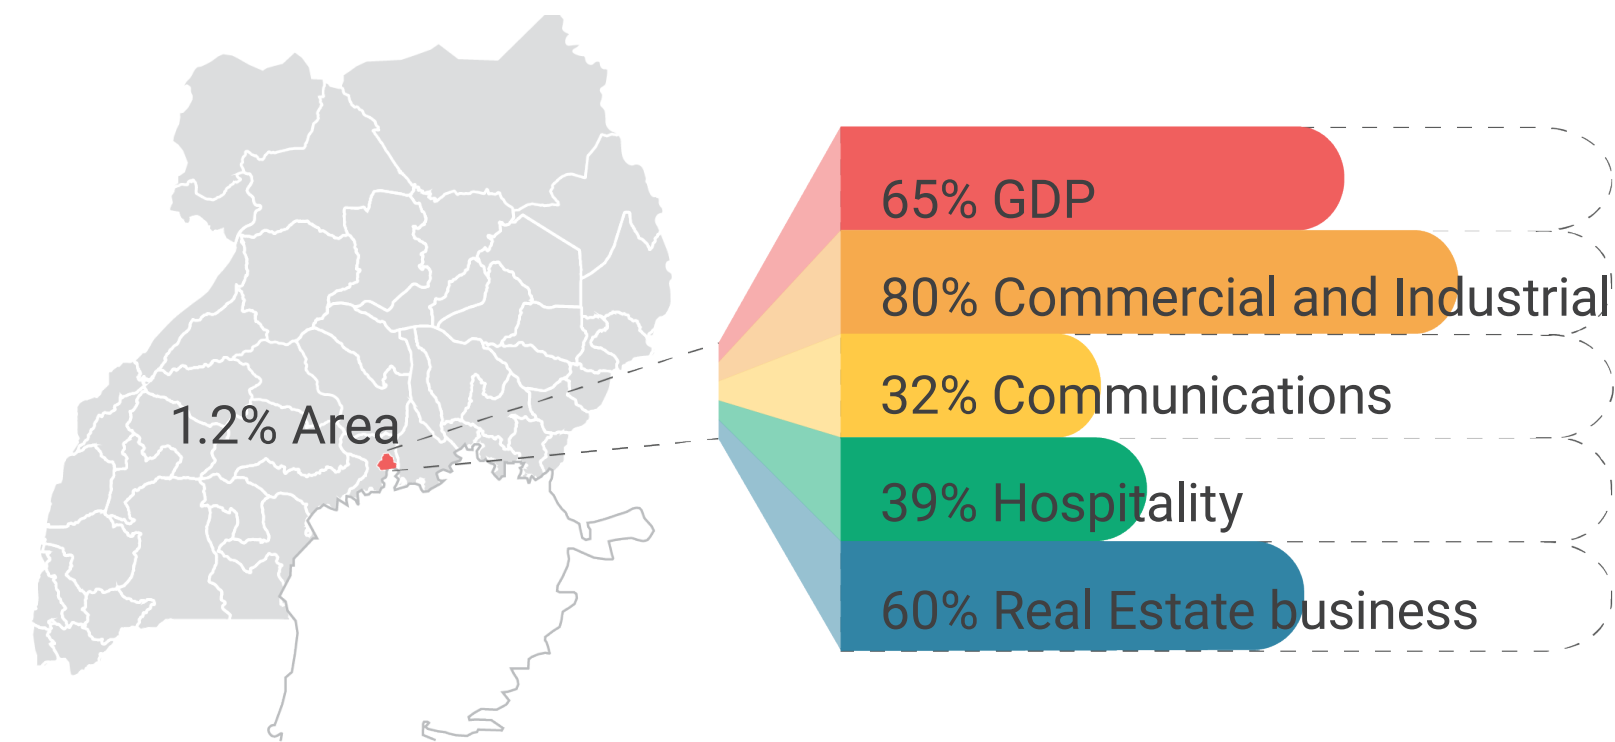 1.2% Area
65% GDP
80% Commercial and Industrial
32% Communications
39% Hospitality
60% Real Estate business